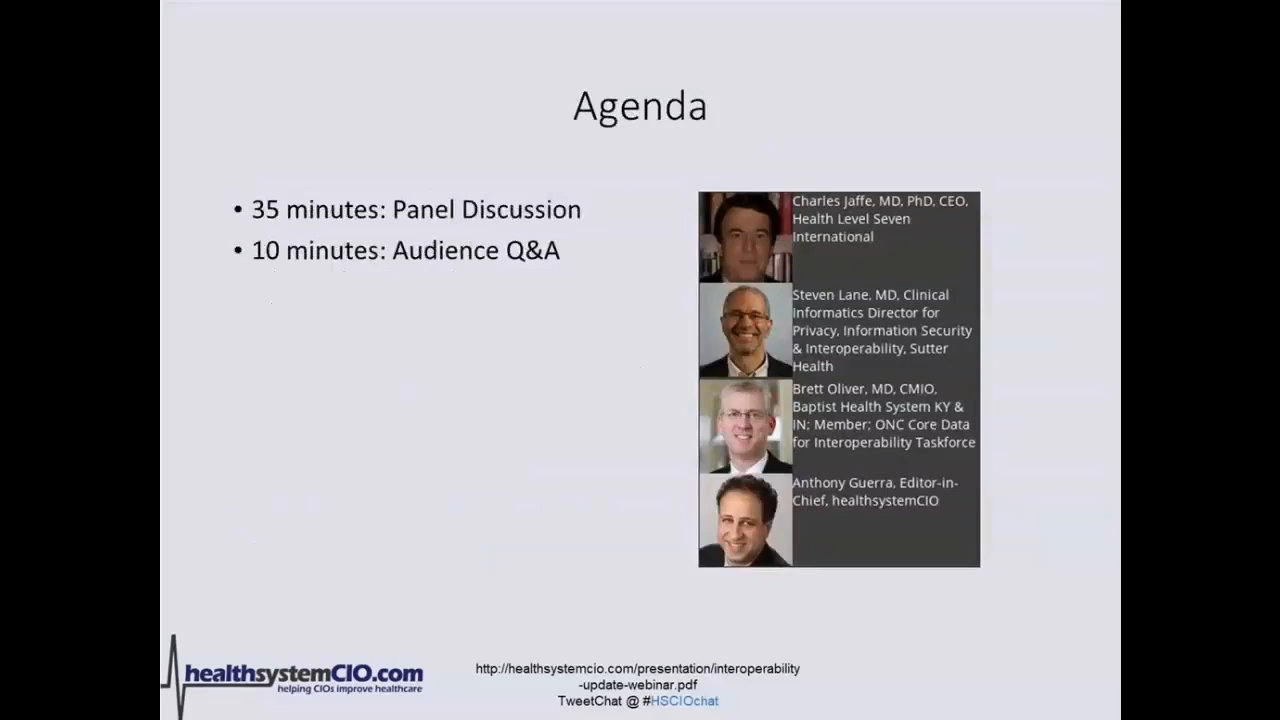 Agenda
• 35 minutes: Panel Discussion
• 10 minutes: Audience Q&A
Charles Jaffe, MD, PhD, CEO,
Health Level Seven
International
Steven Lane, MD, Clinical
Informatics Director for
Privacy, Information Security
& Interoperability, Sutter
Health
Brett Oliver, MD, CMIO,
Baptist Health System KY &
IN; Member; ONC Core Data
for Interoperability Taskforce
Anthony Guerra, Editor-in-
Chief, healthsystemCIO
healthsystemCIO.com
helping CIOs improve healthcare
http://healthsystemcio.com/presentation/interoperability
-update-webinar.pdf
TweetChat @ #HSCIOchat